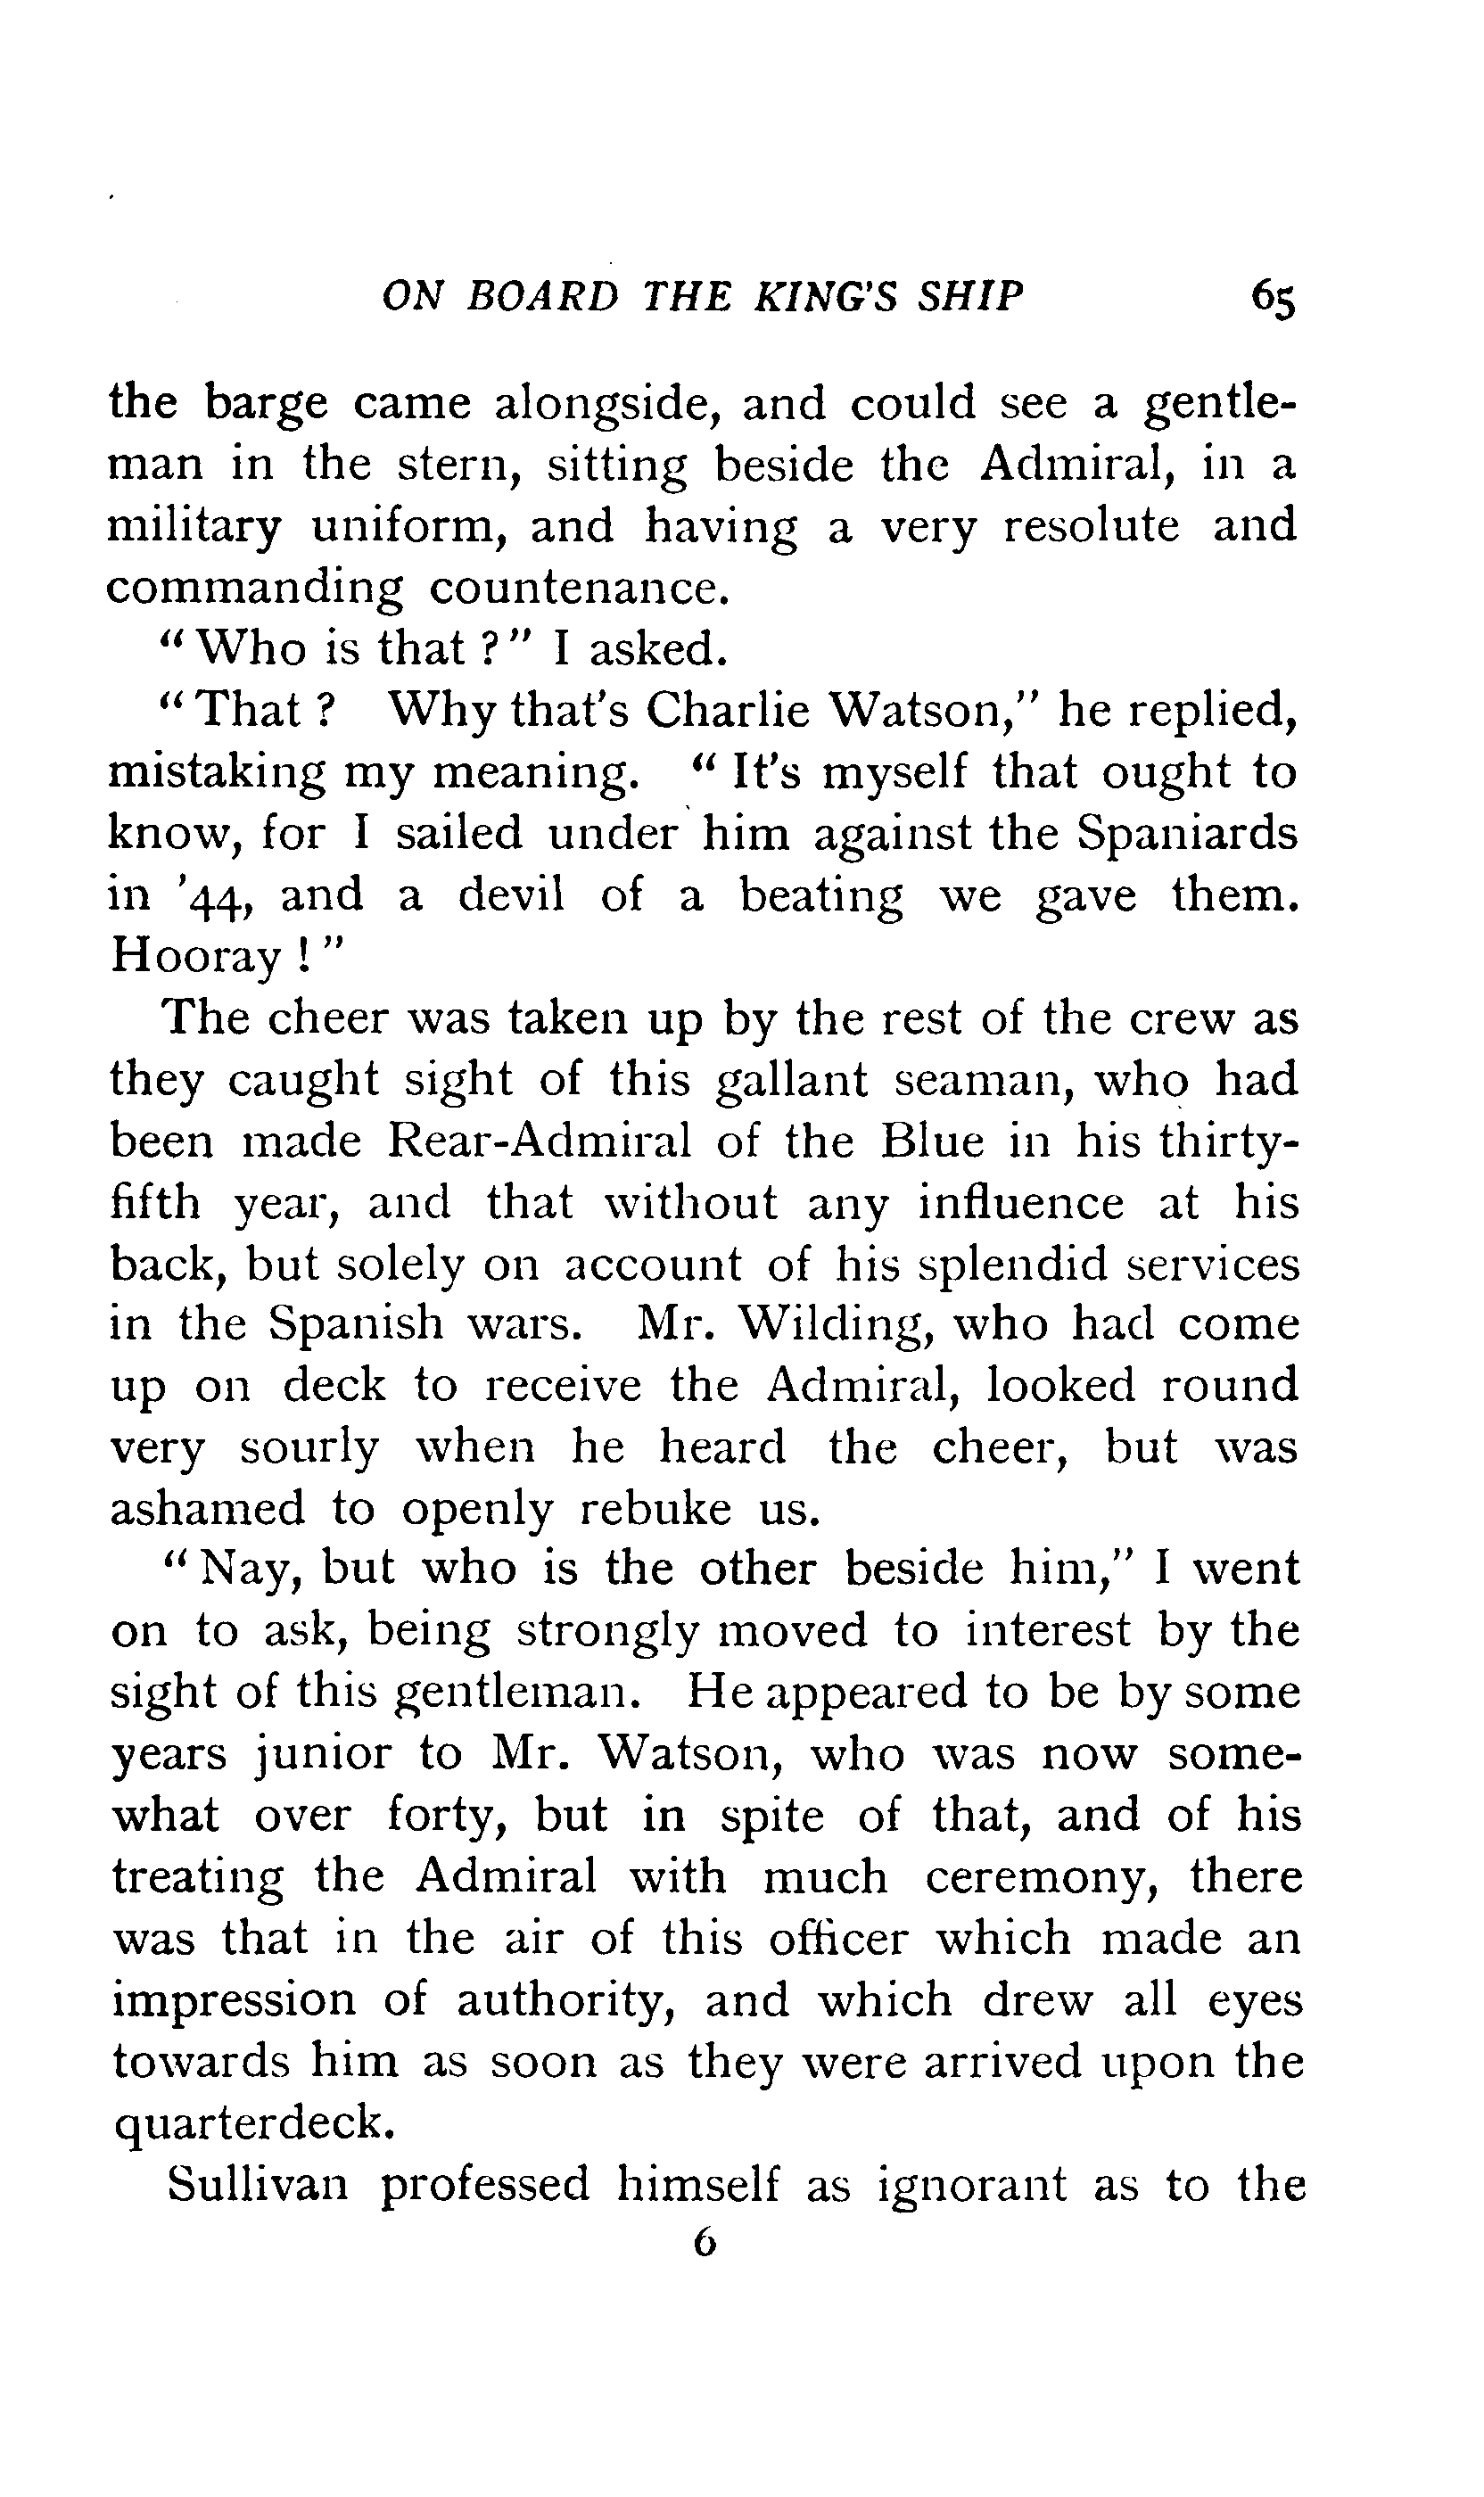 ON BOARD THE KING'S SHIP 65
the barge came alongside, and could see a gentle-
man in the stern, sitting beside the Admiral, in a
military uniform, and having a very resolute and
commanding countenance.
"Who is that?" I asked.
"That? Why that's Charlie Watson," he replied,
mistaking my meaning. "It's myself that ought to
know, for I sailed under him against the Spaniards
in '44, and a devil of a beating we gave them.
Hooray!"
The cheer was taken up by the rest of the crew as
they caught sight of this gallant seaman, who had
been made Rear-Admiral of the Blue in his thirty-
fifth year, and that without any influence at his
back, but solely on account of his splendid services
in the Spanish wars. Mr. Wilding, who had come
up on deck to receive the Admiral, looked round
very sourly when he heard the cheer, but was
ashamed to openly rebuke us.
"Nay, but who is the other beside him," I went
on to ask, being strongly moved to interest by the
sight of this gentleman. He appeared to be by some
years junior to Mr. Watson, who was now some-
what over forty, but in spite of that, and of his
treating the Admiral with much ceremony, there
was that in the air of this officer which made an
impression of authority, and which drew all eyes
towards him as soon as they were arrived upon the
quarterdeck.
Sullivan professed himself as ignorant as to the
6